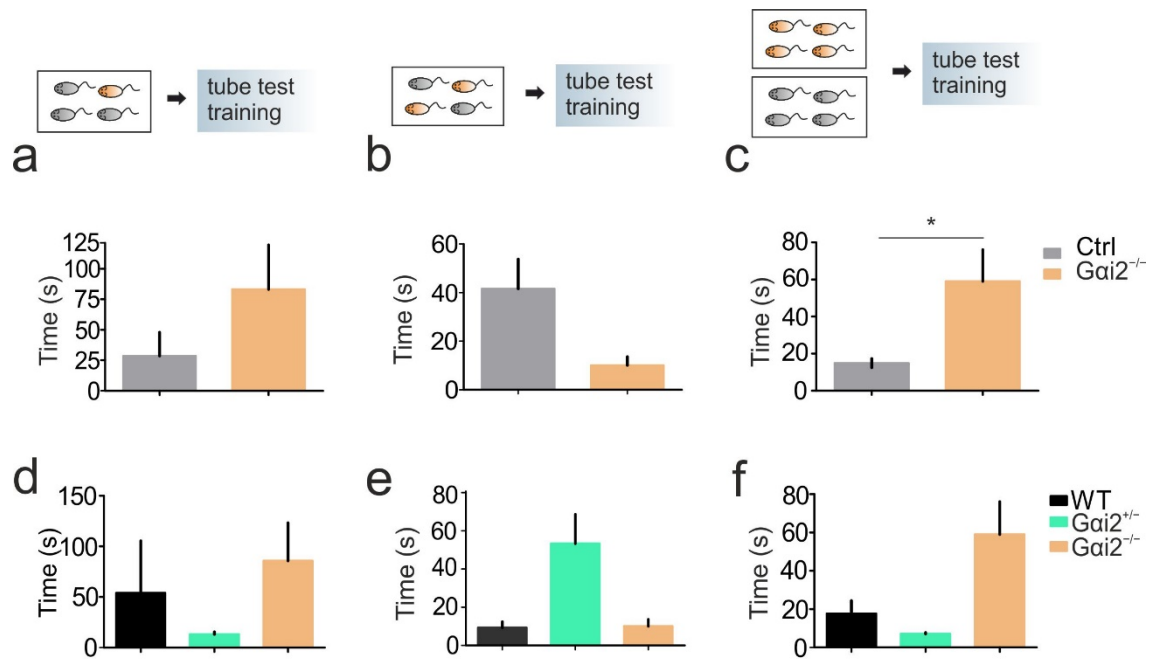 tube test
training
tube test
training
tube test
training
a
b
c
Time (s)
125
100
75
50
25
0
Time (s)
60
40
20
0
Time (s)
80
60
40
20
0
*
Ctrl
Gαi2⁻/⁻
d
e
f
Time (s)
150
100
50
0
Time (s)
80
60
40
20
0
Time (s)
80
60
40
20
0
WT
Gαi2⁺/⁻
Gαi2⁻/⁻